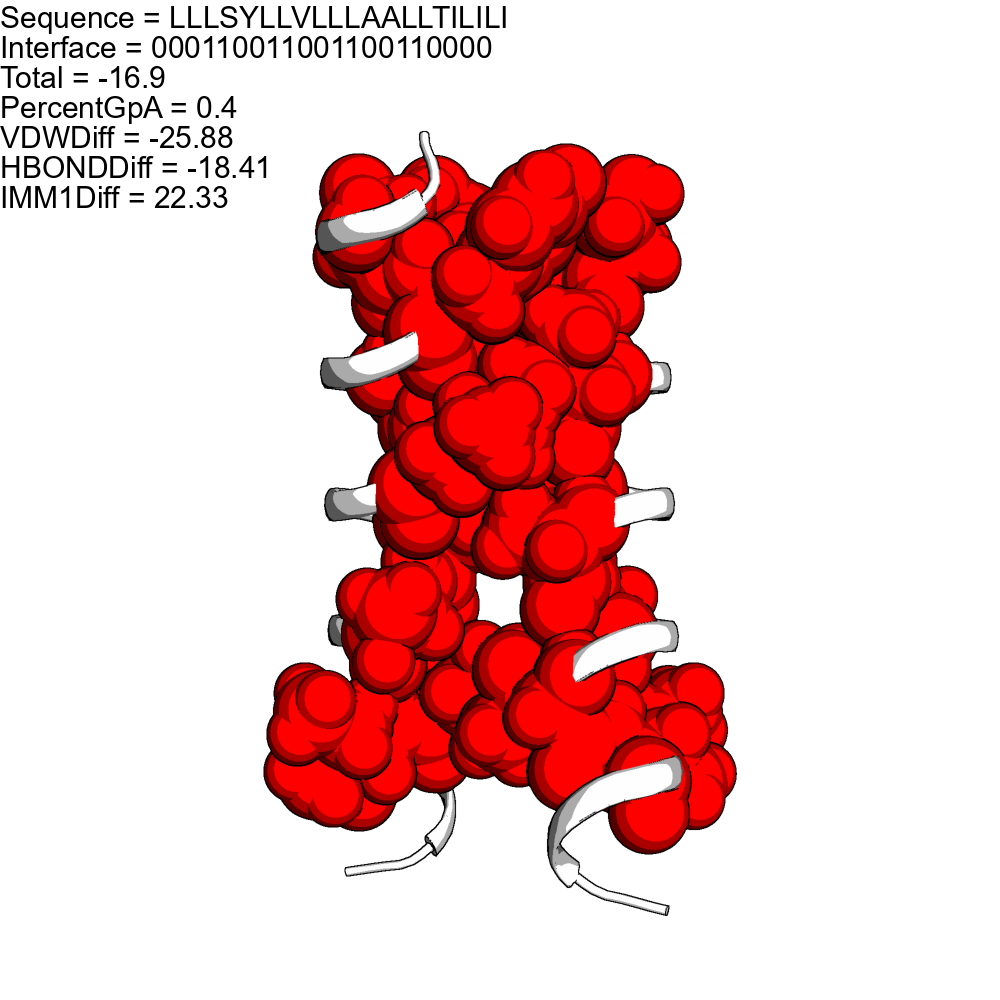 Sequence = LLLSYLLVLLLAALLTILILI
Interface = 000110011001100110000
Total = -16.9
PercentGpA = 0.4
VDWDiff = -25.88
HBONDDiff = -18.41
IMM1Diff = 22.33